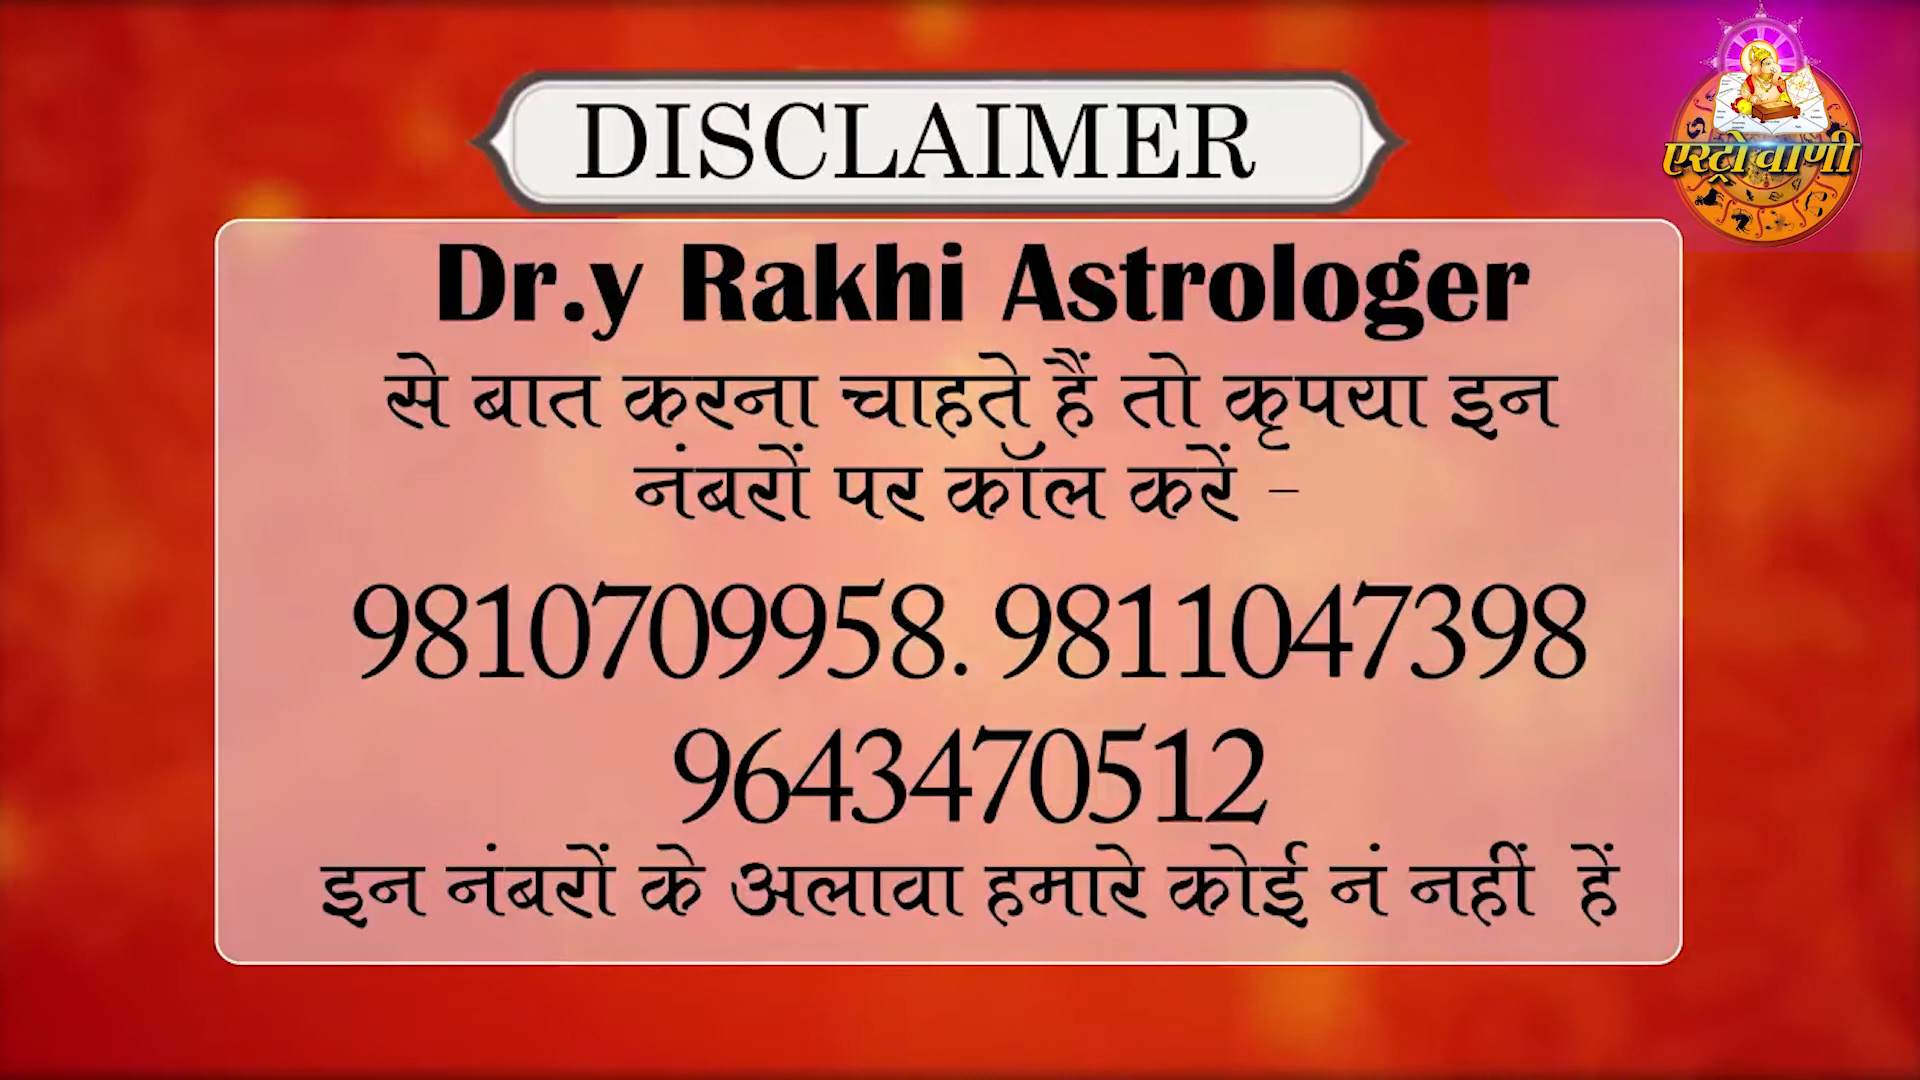 DISCLAIMER
एस्ट्रो वाणी
Dr.y Rakhi Astrologer
से बात करना चाहते हैं तो कृपया इन
नंबरों पर कॉल करें -
9810709958. 9811047398
9643470512
इन नंबरों के अलावा हमारे कोई नं नहीं हें